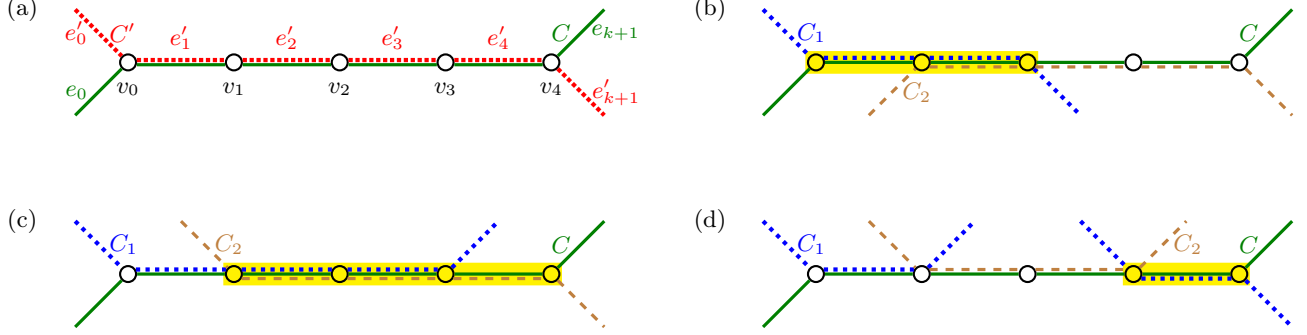 (a)
e′0 C′ e′1 e′2 e′3 e′4 C ek+1
e0 v0 v1 v2 v3 v4 e′k+1
(b)
C1 C
C2
(c)
C1 C2 C
(d)
C1 C2 C